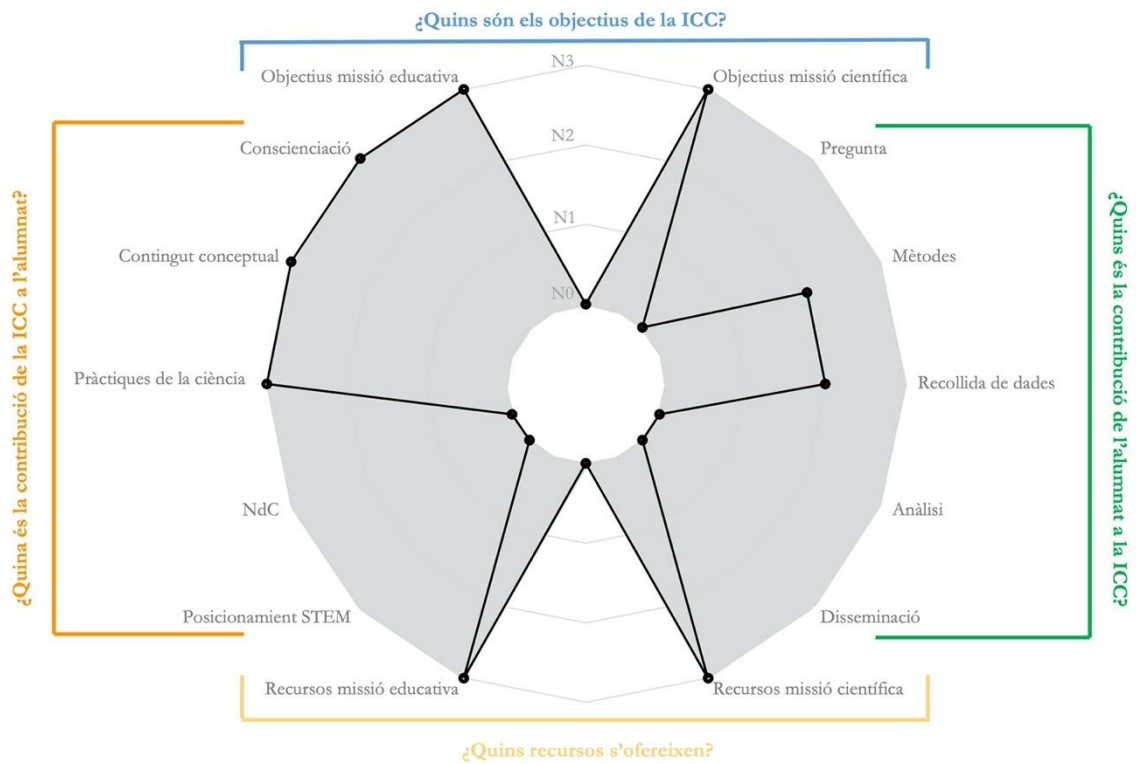 ¿Quins són els objectius de la ICC?
N3
Objectius missió educativa
Objectius missió científica
Conscienciació
N2
Pregunta
Contingut conceptual
N1
Mètodes
N0
Pràctiques de la ciència
Recollida de dades
NdC
Anàlisi
Posicionament STEM
Disseminació
Recursos missió educativa
Recursos missió científica
¿Quina és la contribució de la ICC a l'alumnat?
¿Quins és la contribució de l'alumnat a la ICC?
¿Quins recursos s'ofereixen?